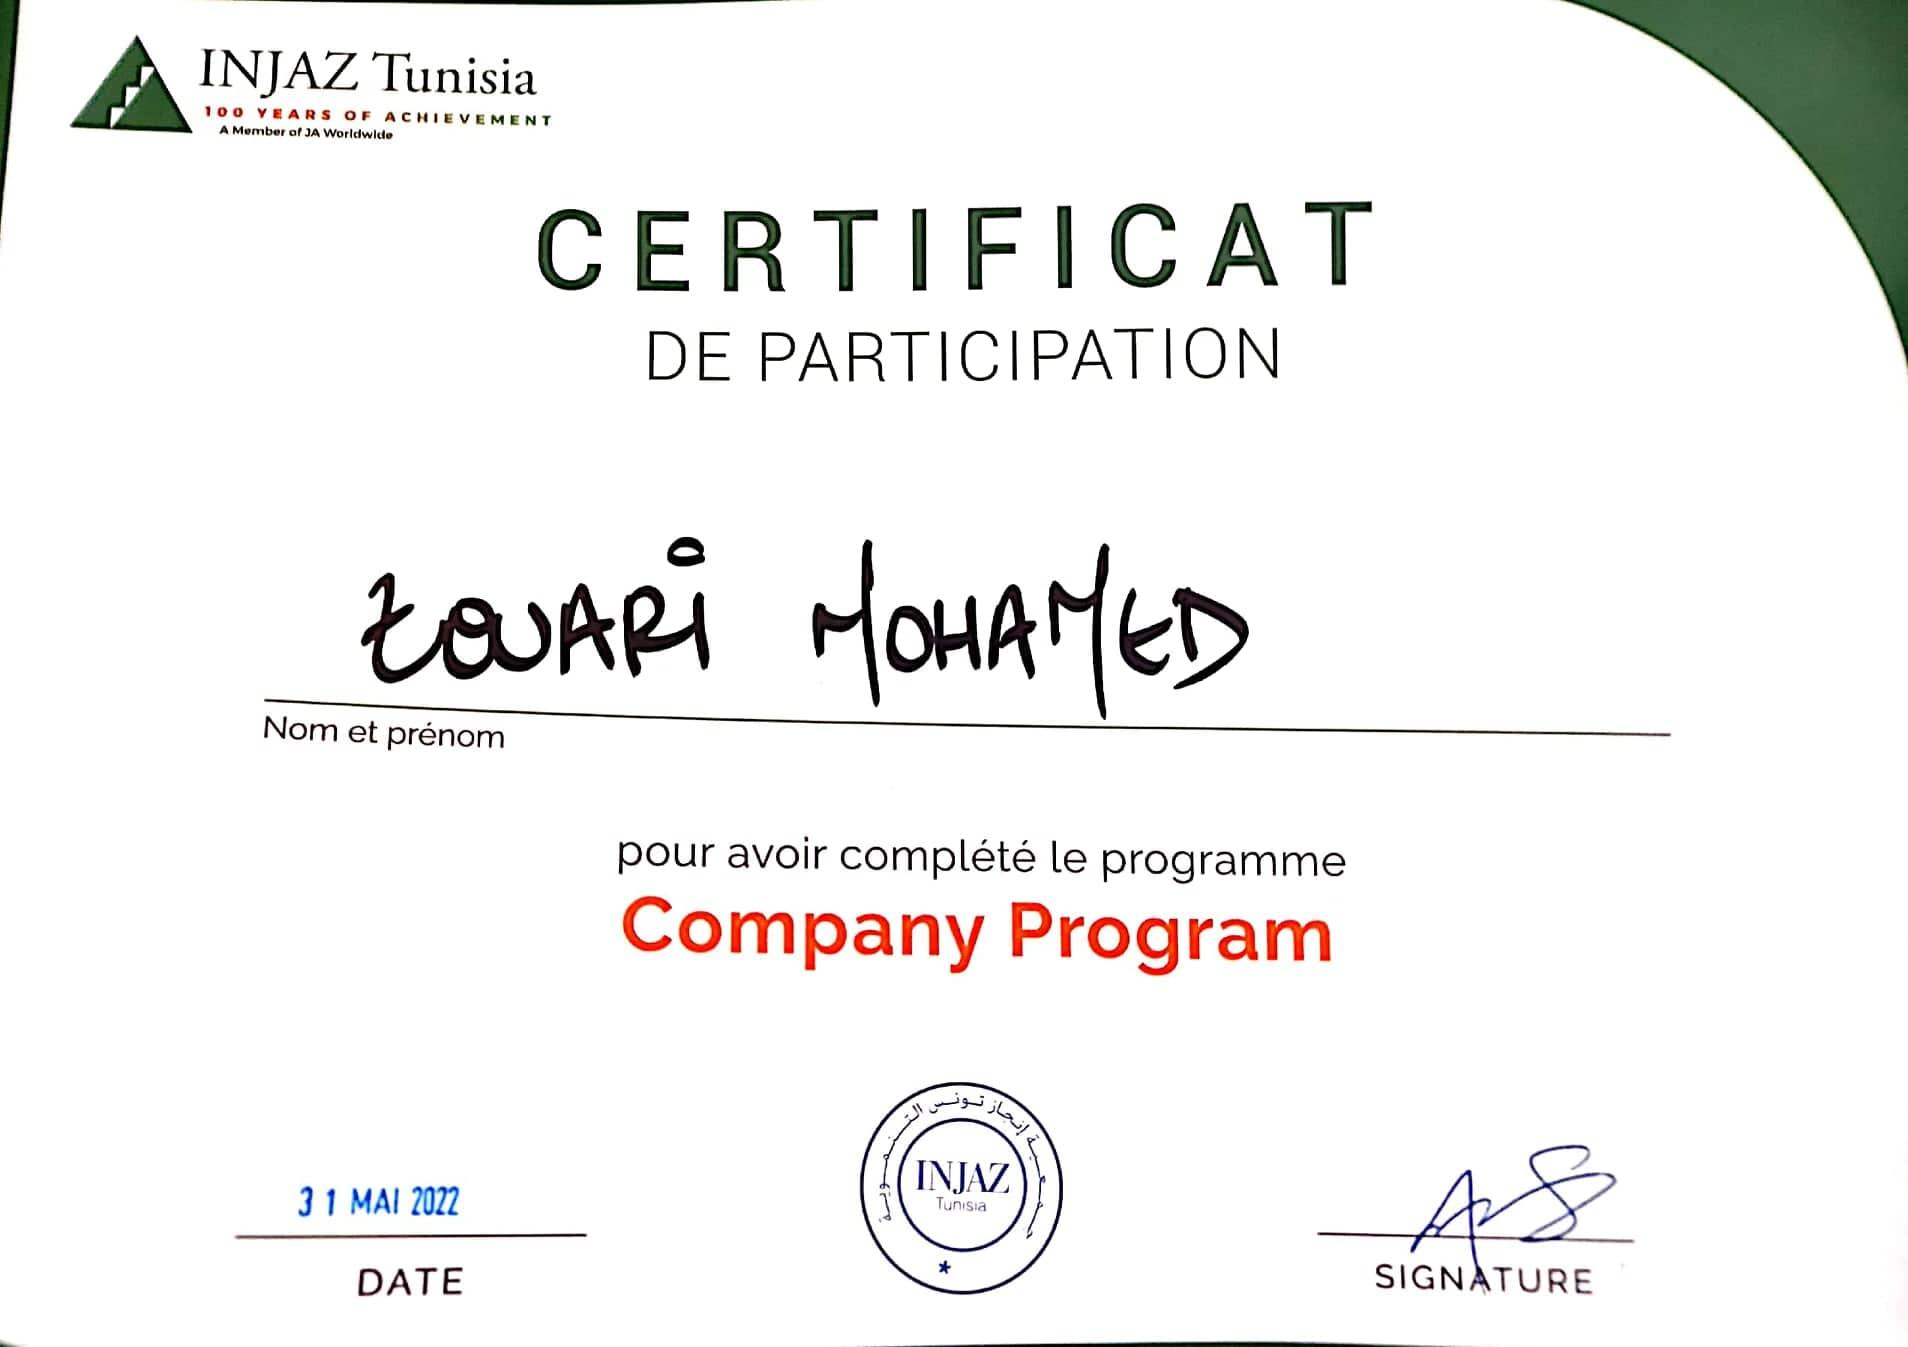 INJAZ Tunisia
100 YEARS OF ACHIEVEMENT
A Member of JA Worldwide
CERTIFICAT
DE PARTICIPATION
ZOUARI MOHAMED
Nom et prénom
pour avoir complété le programme
Company Program
31 MAI 2022
DATE
جمعية إنجاز تونس التنموية
INJAZ
Tunisia
*
SIGNATURE